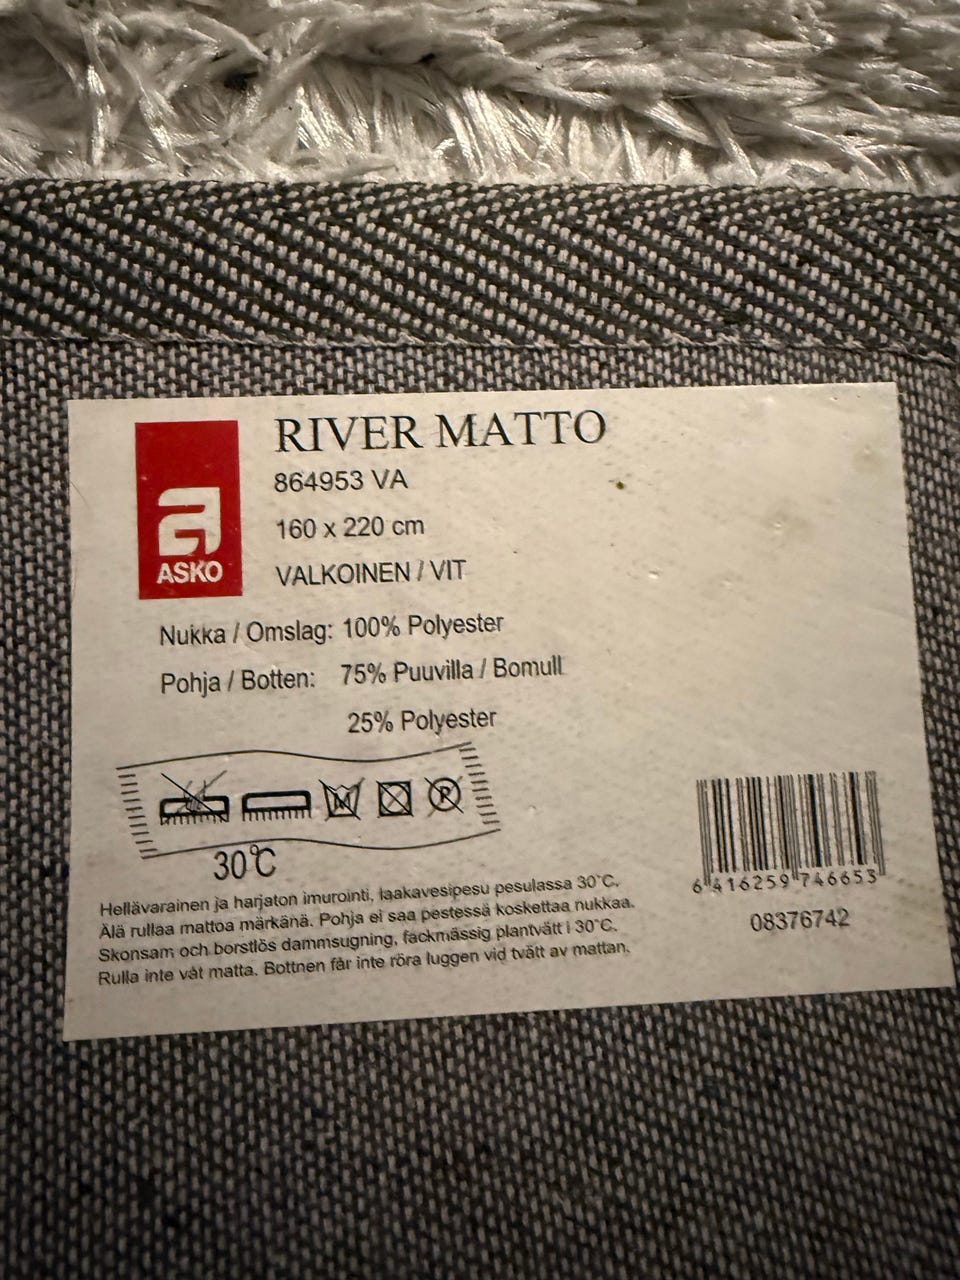 RIVER MATTO
864953 VA
160 x 220 cm
VALKOINEN / VIT
ASKO
Nukka / Omslag: 100% Polyester
Pohja / Botten: 75% Puuvilla / Bomull
25% Polyester
P
30℃
Hellävarainen ja harjaton imurointi, laakavesipesu pesulassa 30°C.
Älä rullaa mattoa märkänä. Pohja ei saa pestessä koskettaa nukkaa.
Skonsam och borstlös dammsugning, fackmässig plantvätt i 30°C.
Rulla inte våt matta. Bottnen får inte röra luggen vid tvätt av mattan.
6 416259 746653
08376742